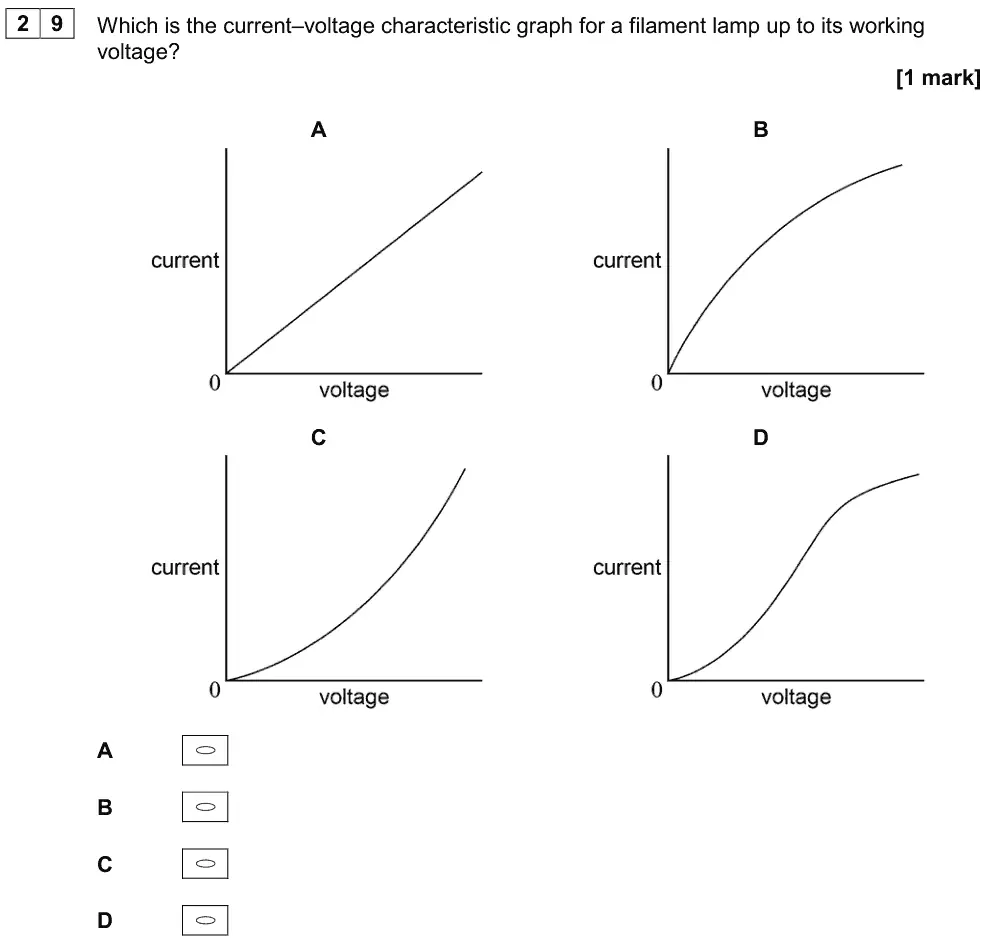 2 9 Which is the current–voltage characteristic graph for a filament lamp up to its working
voltage?
[1 mark]
A
B
current
0
voltage
current
0
voltage
C
D
current
0
voltage
current
0
voltage
A
B
C
D